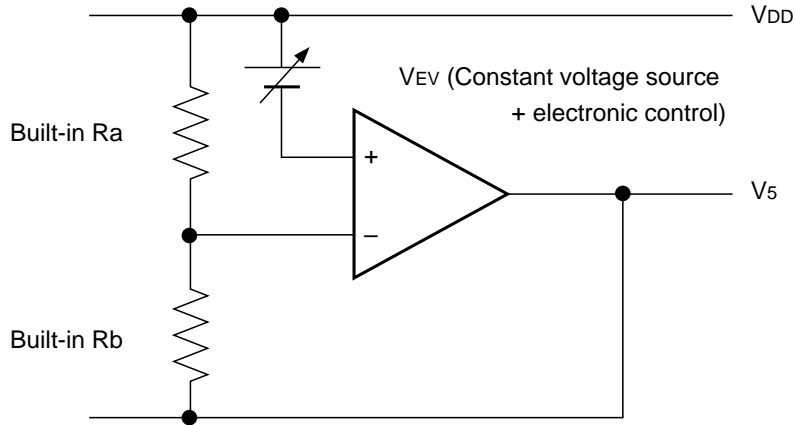 VDD
VEV (Constant voltage source
+ electronic control)
Built-in Ra
+
V5
–
Built-in Rb